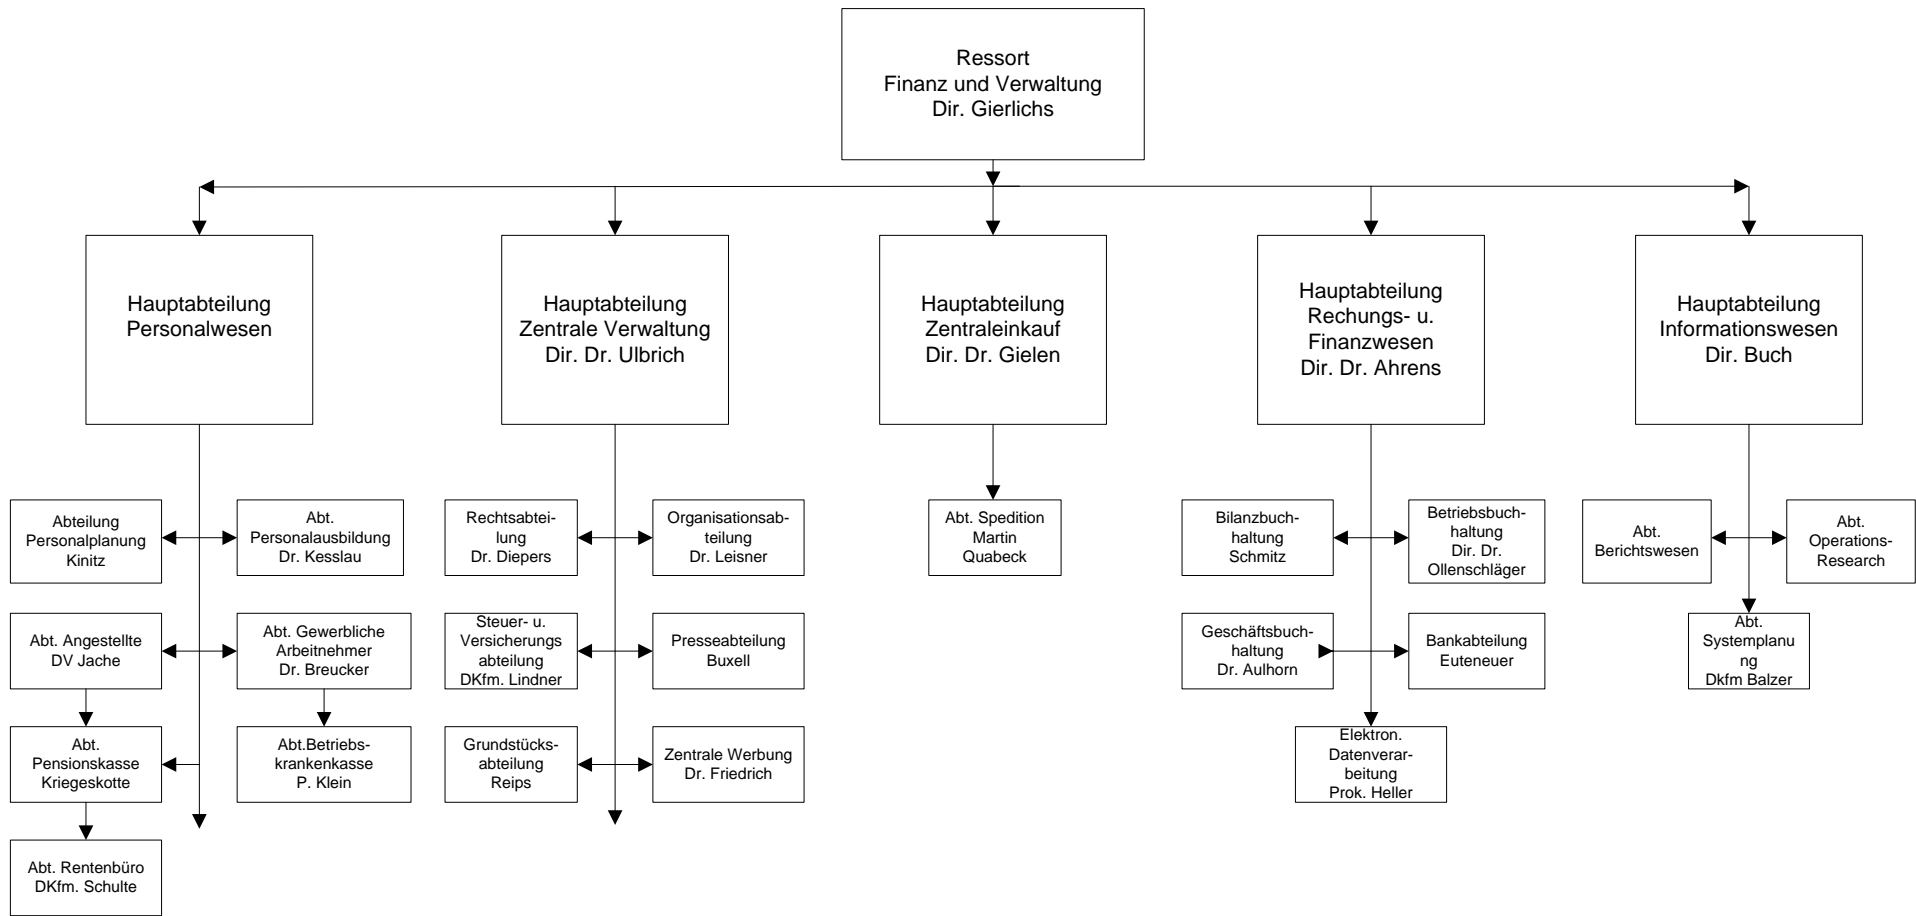 Ressort
Finanz und Verwaltung
Dir. Gierlichs
Hauptabteilung
Personalwesen
Hauptabteilung
Zentrale Verwaltung
Dir. Dr. Ulbrich
Hauptabteilung
Zentraleinkauf
Dir. Dr. Gielen
Hauptabteilung
Rechungs- u.
Finanzwesen
Dir. Dr. Ahrens
Hauptabteilung
Informationswesen
Dir. Buch
Abteilung
Personalplanung
Kinitz
Abt.
Personalausbildung
Dr. Kesslau
Rechtsabtei-
lung
Dr. Diepers
Organisationsab-
teilung
Dr. Leisner
Abt. Spedition
Martin
Quabeck
Bilanzbuch-
haltung
Schmitz
Betriebsbuch-
haltung
Dir. Dr.
Ollenschläger
Abt.
Berichtswesen
Abt.
Operations-
Research
Abt. Angestellte
DV Jache
Abt. Gewerbliche
Arbeitnehmer
Dr. Breucker
Steuer- u.
Versicherungs
abteilung
DKfm. Lindner
Presseabteilung
Buxell
Geschäftsbuch-
haltung
Dr. Aulhorn
Bankabteilung
Euteneuer
Abt.
Systemplanu
ng
Dkfm Balzer
Abt.
Pensionskasse
Kriegeskotte
Abt.Betriebs-
krankenkasse
P. Klein
Grundstücks-
abteilung
Reips
Zentrale Werbung
Dr. Friedrich
Elektron.
Datenverar-
beitung
Prok. Heller
Abt. Rentenbüro
DKfm. Schulte